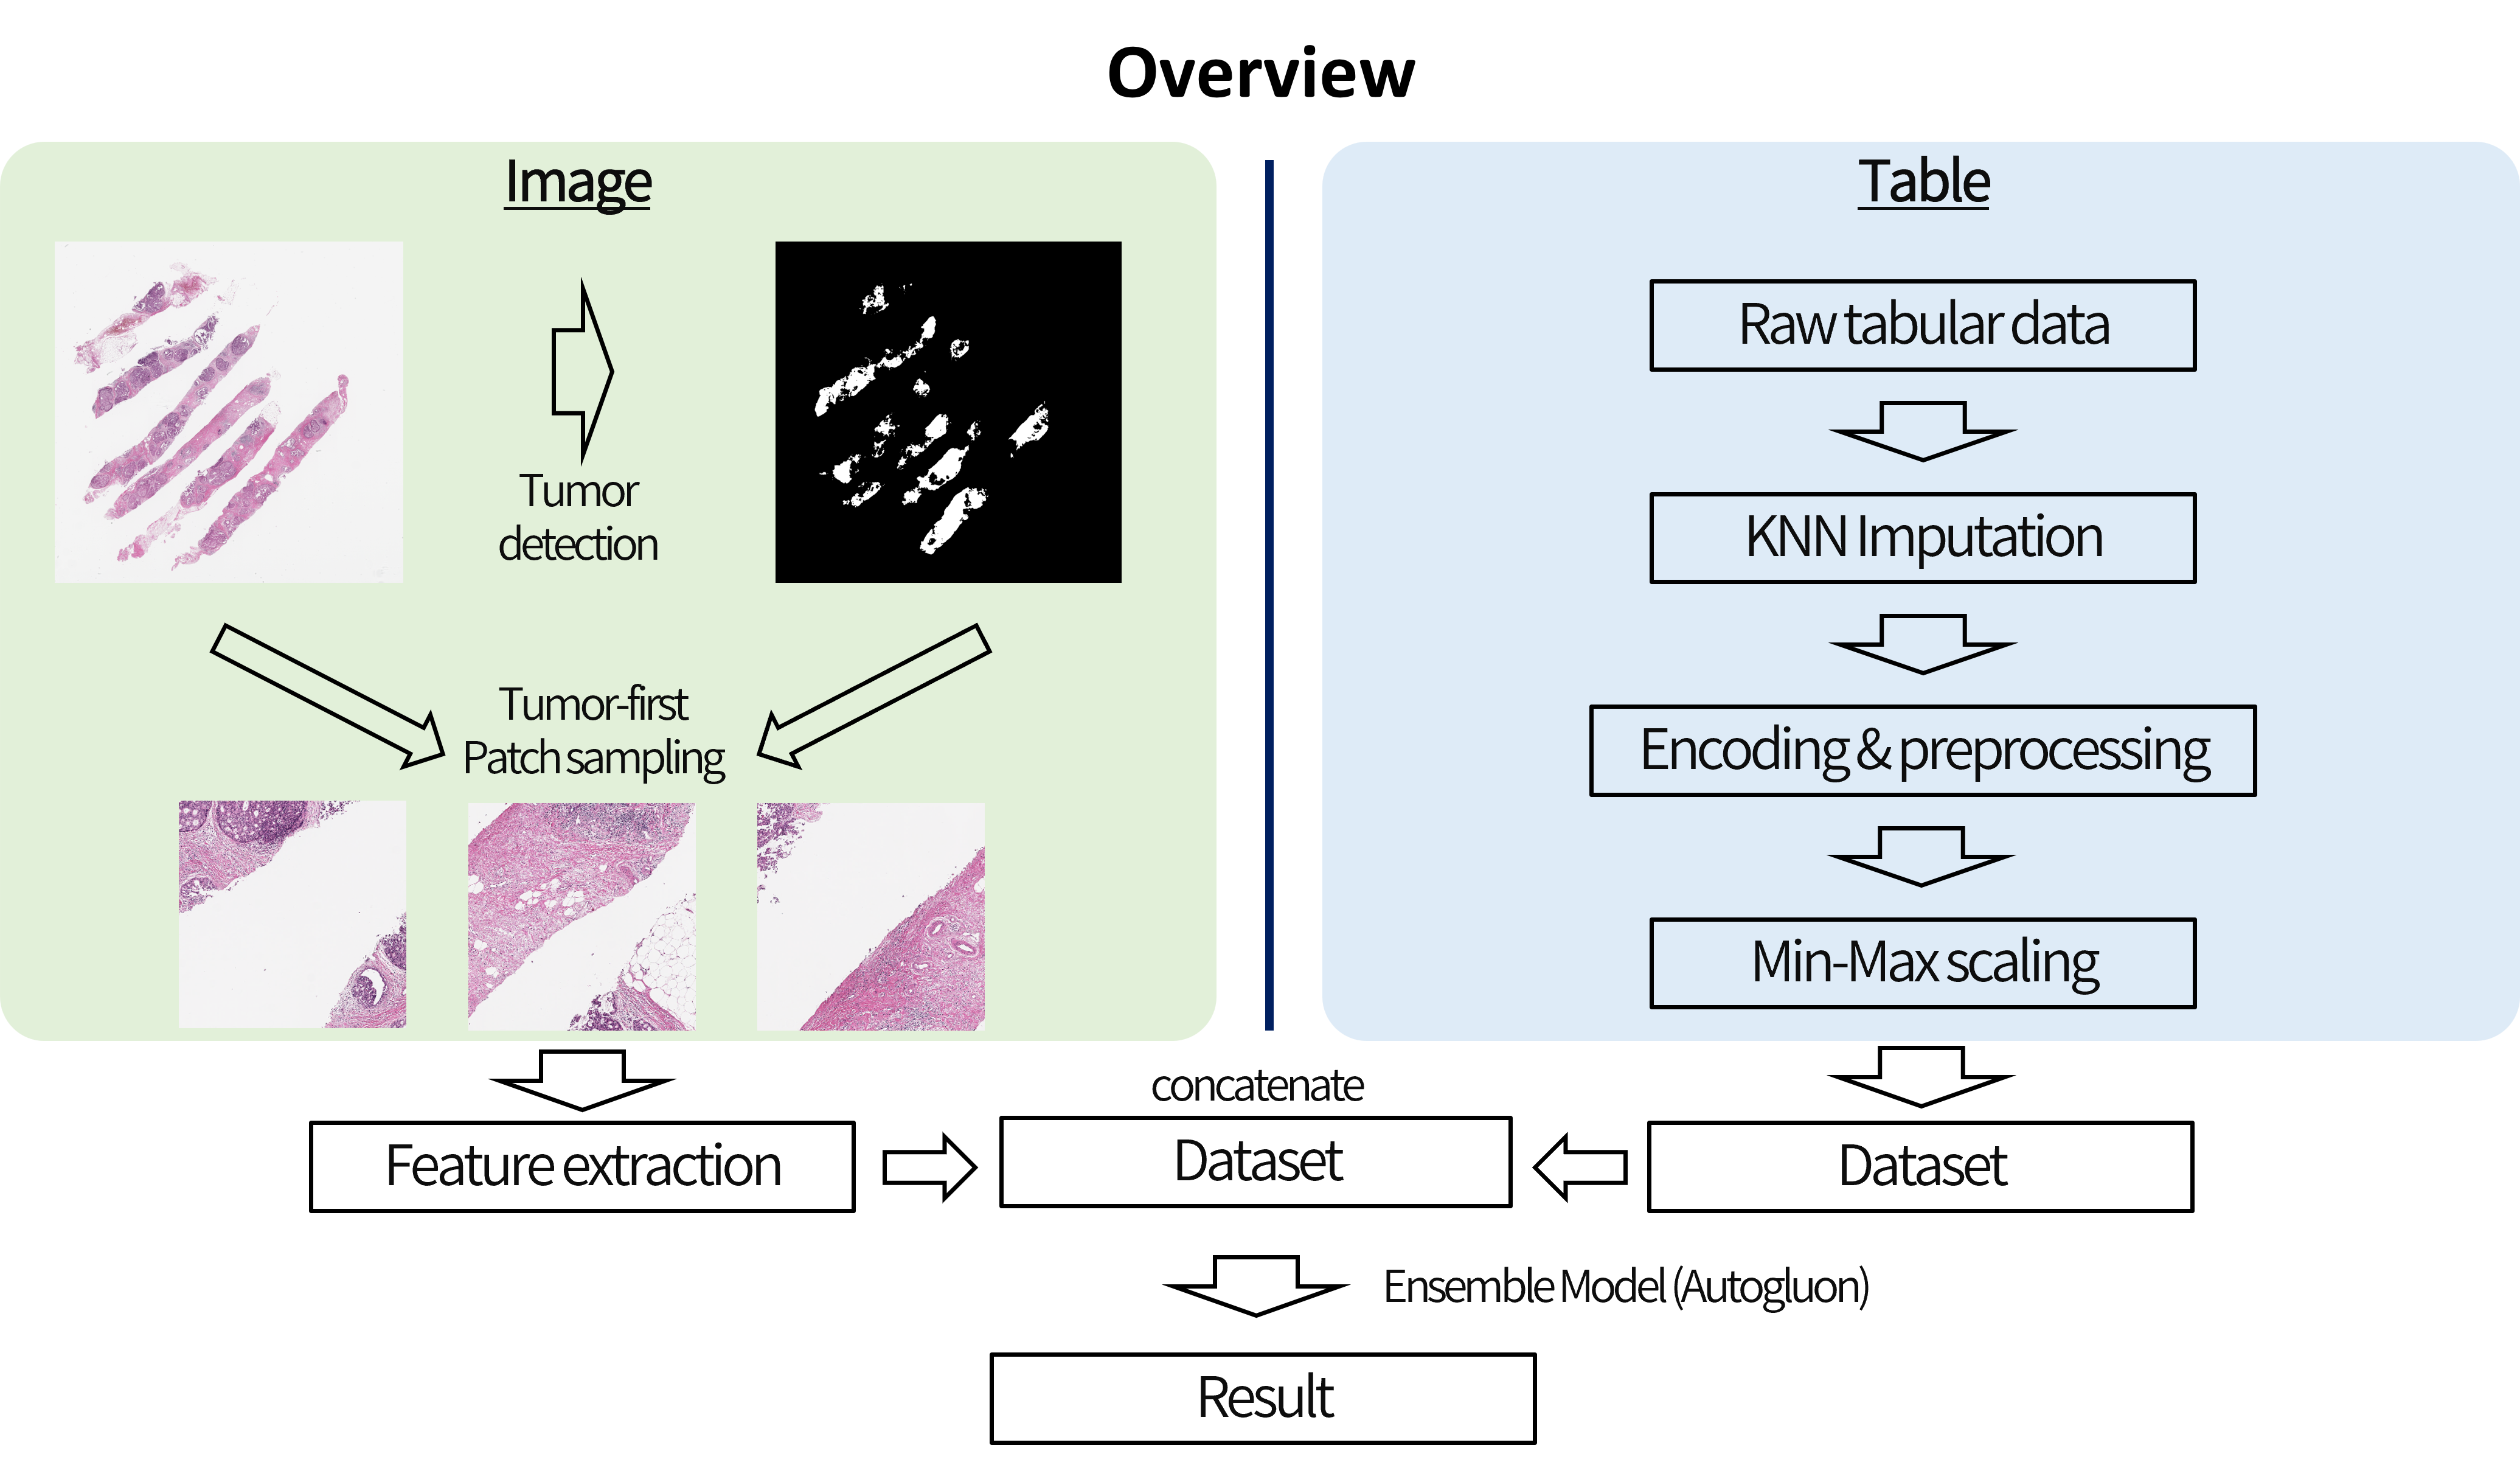 Overview
Image
Tumor
detection
Tumor-first
Patch sampling
Table
Raw tabular data
KNN Imputation
Encoding & preprocessing
Min-Max scaling
Feature extraction
concatenate
Dataset
Dataset
Ensemble Model (Autogluon)
Result